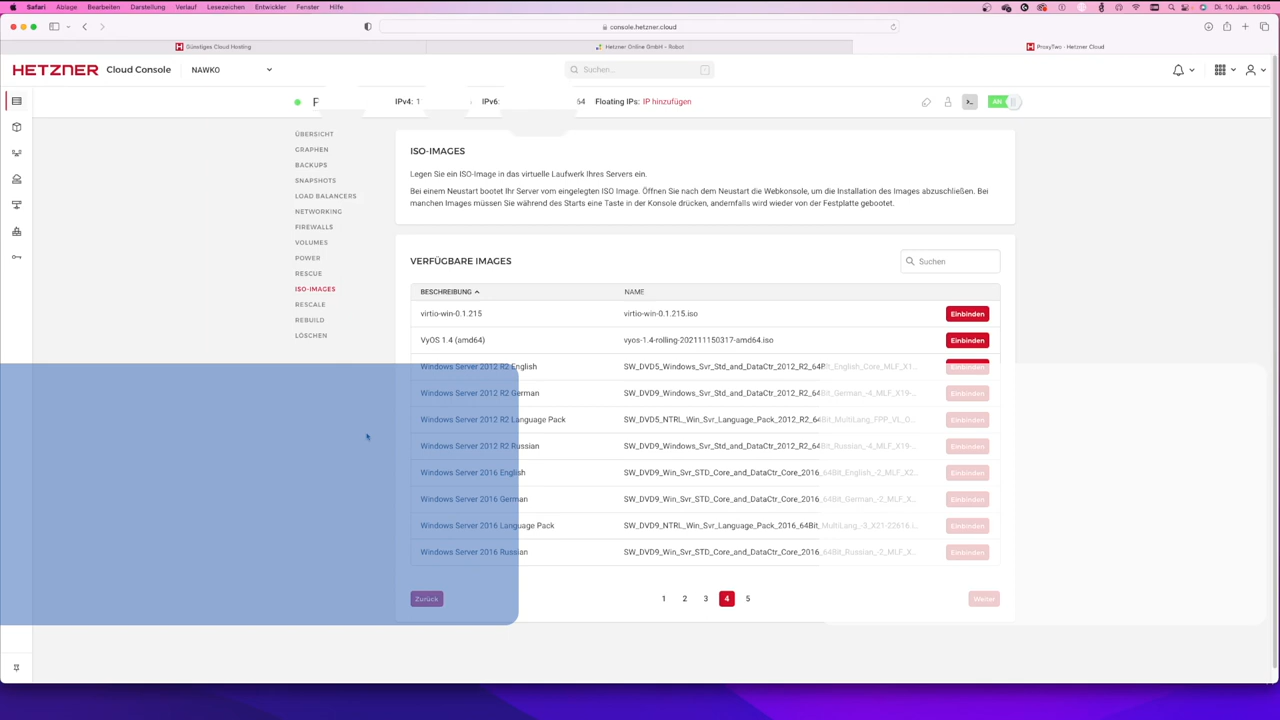 Safari Ablage Bearbeiten Darstellung Verlauf Lesezeichen Entwickler Fenster Hilfe Di. 10. Jan. 16:05
console.hetzner.cloud
Günstiges Cloud Hosting
Hetzner Online GmbH – Robot
ProxyTwo · Hetzner Cloud
HETZNER Cloud Console NAWKO Suchen...
IPv4: 1 IPv6: 64 Floating IPs: IP hinzufügen AN
ÜBERSICHT
GRAPHEN
BACKUPS
SNAPSHOTS
LOAD BALANCERS
NETWORKING
FIREWALLS
VOLUMES
POWER
RESCUE
ISO-IMAGES
RESCALE
REBUILD
LÖSCHEN
ISO-IMAGES
Legen Sie ein ISO-Image in das virtuelle Laufwerk Ihres Servers ein.
Bei einem Neustart bootet Ihr Server vom eingelegten ISO Image. Öffnen Sie nach dem Neustart die Webkonsole, um die Installation des Images abzuschließen. Bei
manchen Images müssen Sie während des Starts eine Taste in der Konsole drücken, andernfalls wird wieder von der Festplatte gebootet.
VERFÜGBARE IMAGES Suchen
BESCHREIBUNG NAME
virtio-win-0.1.215 virtio-win-0.1.215.iso Einbinden
VyOS 1.4 (amd64) vyos-1.4-rolling-202111150317-amd64.iso Einbinden
Windows Server 2012 R2 English SW_DVD5_Windows_Svr_Std_and_DataCtr_2012_R2_64Bit_English_Core_MLF_X1... Einbinden
Windows Server 2012 R2 German SW_DVD9_Windows_Svr_Std_and_DataCtr_2012_R2_64Bit_German_-4_MLF_X19-... Einbinden
Windows Server 2012 R2 Language Pack SW_DVD5_NTRL_Win_Svr_Language_Pack_2012_R2_64Bit_MultiLang_FPP_VL_O... Einbinden
Windows Server 2012 R2 Russian SW_DVD9_Windows_Svr_Std_and_DataCtr_2012_R2_64Bit_Russian_-4_MLF_X19-... Einbinden
Windows Server 2016 English SW_DVD9_Win_Svr_STD_Core_and_DataCtr_Core_2016_64Bit_English_-2_MLF_X2... Einbinden
Windows Server 2016 German SW_DVD9_Win_Svr_STD_Core_and_DataCtr_Core_2016_64Bit_German_-2_MLF_X... Einbinden
Windows Server 2016 Language Pack SW_DVD9_NTRL_Win_Svr_Language_Pack_2016_64Bit_MultiLang_-3_X21-22616.i... Einbinden
Windows Server 2016 Russian SW_DVD9_Win_Svr_STD_Core_and_DataCtr_Core_2016_64Bit_Russian_-2_MLF_X... Einbinden
Zurück 1 2 3 4 5 Weiter